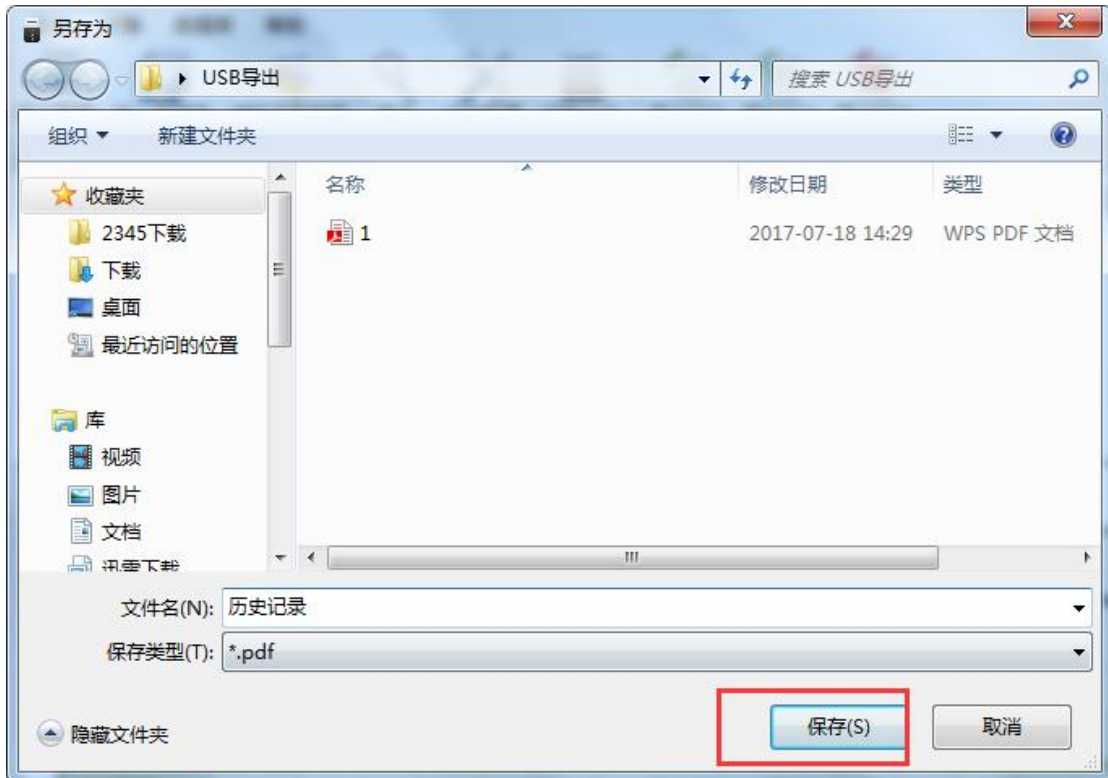 另存为
USB导出
搜索 USB导出
组织
新建文件夹
名称
修改日期
类型
收藏夹
2345下载
下载
桌面
最近访问的位置
库
视频
图片
文档
迅雷下载
1
2017-07-18 14:29
WPS PDF 文档
文件名(N):
历史记录
保存类型(T):
*.pdf
隐藏文件夹
保存(S)
取消